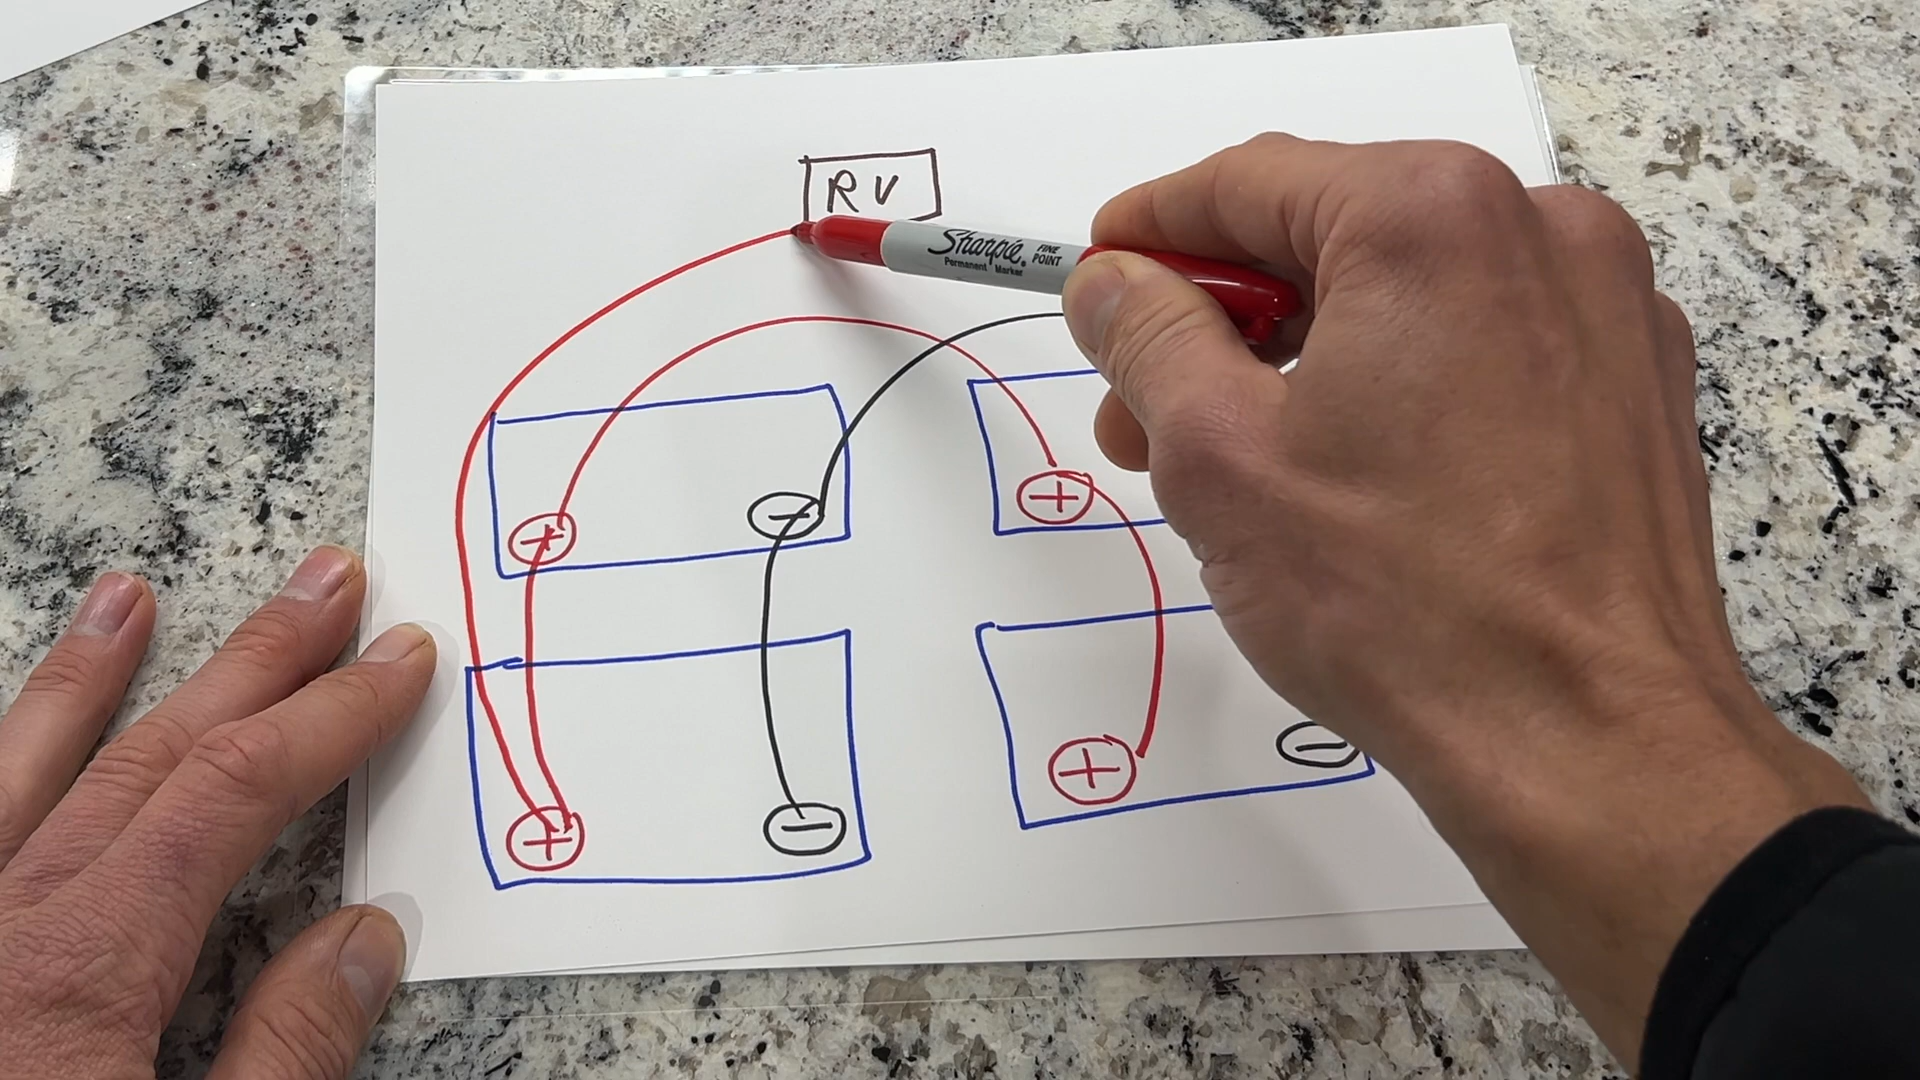 RV
Sharpie.
FINE
POINT
Permanent Marker
+
-
+
+
-
+
-